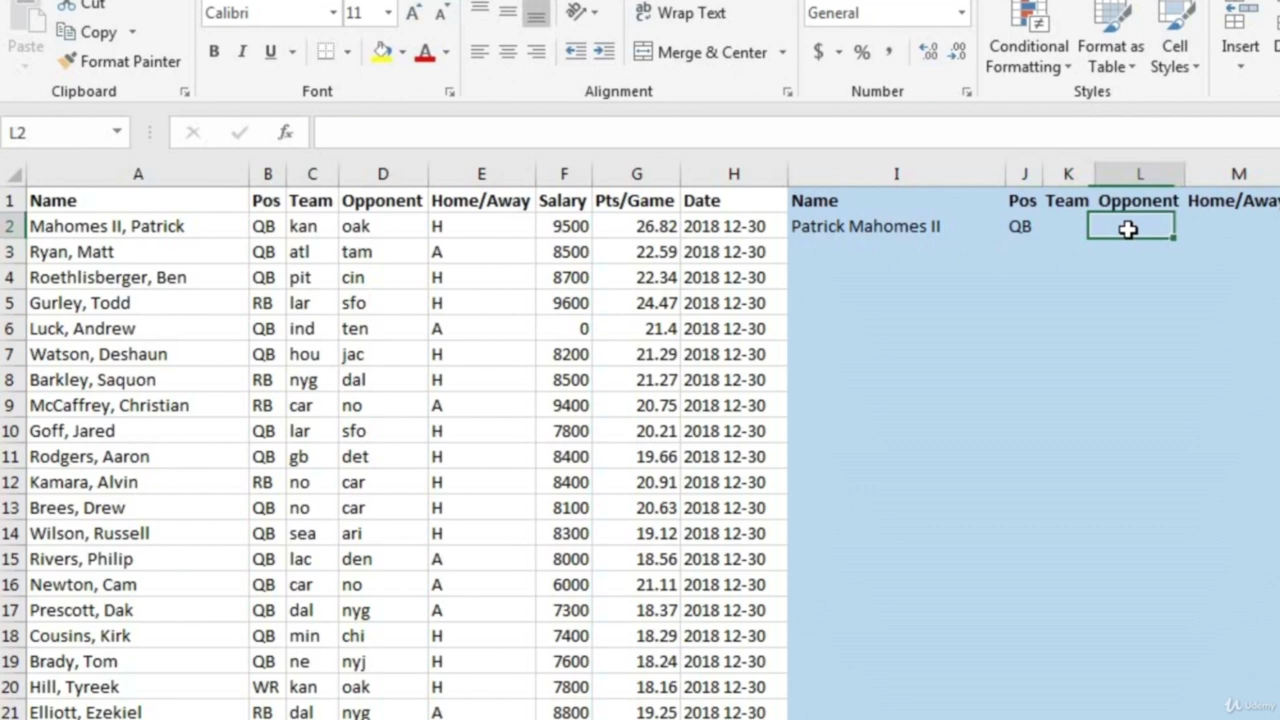 Cut
Calibri 11 A A Wrap Text General
Paste Copy Conditional Format as Cell Insert
Format Painter B I U A Merge & Center $ % , Formatting Table Styles
Clipboard Font Alignment Number Styles
L2 fx
A B C D E F G H I J K L M
1 Name Pos Team Opponent Home/Away Salary Pts/Game Date Name Pos Team Opponent Home/Away
2 Mahomes II, Patrick QB kan oak H 9500 26.82 2018 12-30 Patrick Mahomes II QB
3 Ryan, Matt QB atl tam A 8500 22.59 2018 12-30
4 Roethlisberger, Ben QB pit cin H 8700 22.34 2018 12-30
5 Gurley, Todd RB lar sfo H 9600 24.47 2018 12-30
6 Luck, Andrew QB ind ten A 0 21.4 2018 12-30
7 Watson, Deshaun QB hou jac H 8200 21.29 2018 12-30
8 Barkley, Saquon RB nyg dal H 8500 21.27 2018 12-30
9 McCaffrey, Christian RB car no A 9400 20.75 2018 12-30
10 Goff, Jared QB lar sfo H 7800 20.21 2018 12-30
11 Rodgers, Aaron QB gb det H 8400 19.66 2018 12-30
12 Kamara, Alvin RB no car H 8400 20.91 2018 12-30
13 Brees, Drew QB no car H 8100 20.63 2018 12-30
14 Wilson, Russell QB sea ari H 8300 19.12 2018 12-30
15 Rivers, Philip QB lac den A 8000 18.56 2018 12-30
16 Newton, Cam QB car no A 6000 21.11 2018 12-30
17 Prescott, Dak QB dal nyg A 7300 18.37 2018 12-30
18 Cousins, Kirk QB min chi H 7400 18.29 2018 12-30
19 Brady, Tom QB ne nyj H 7600 18.24 2018 12-30
20 Hill, Tyreek WR kan oak H 7800 18.16 2018 12-30
21 Elliott, Ezekiel RB dal nyg A 8800 19.25 2018 12-30
Udemy